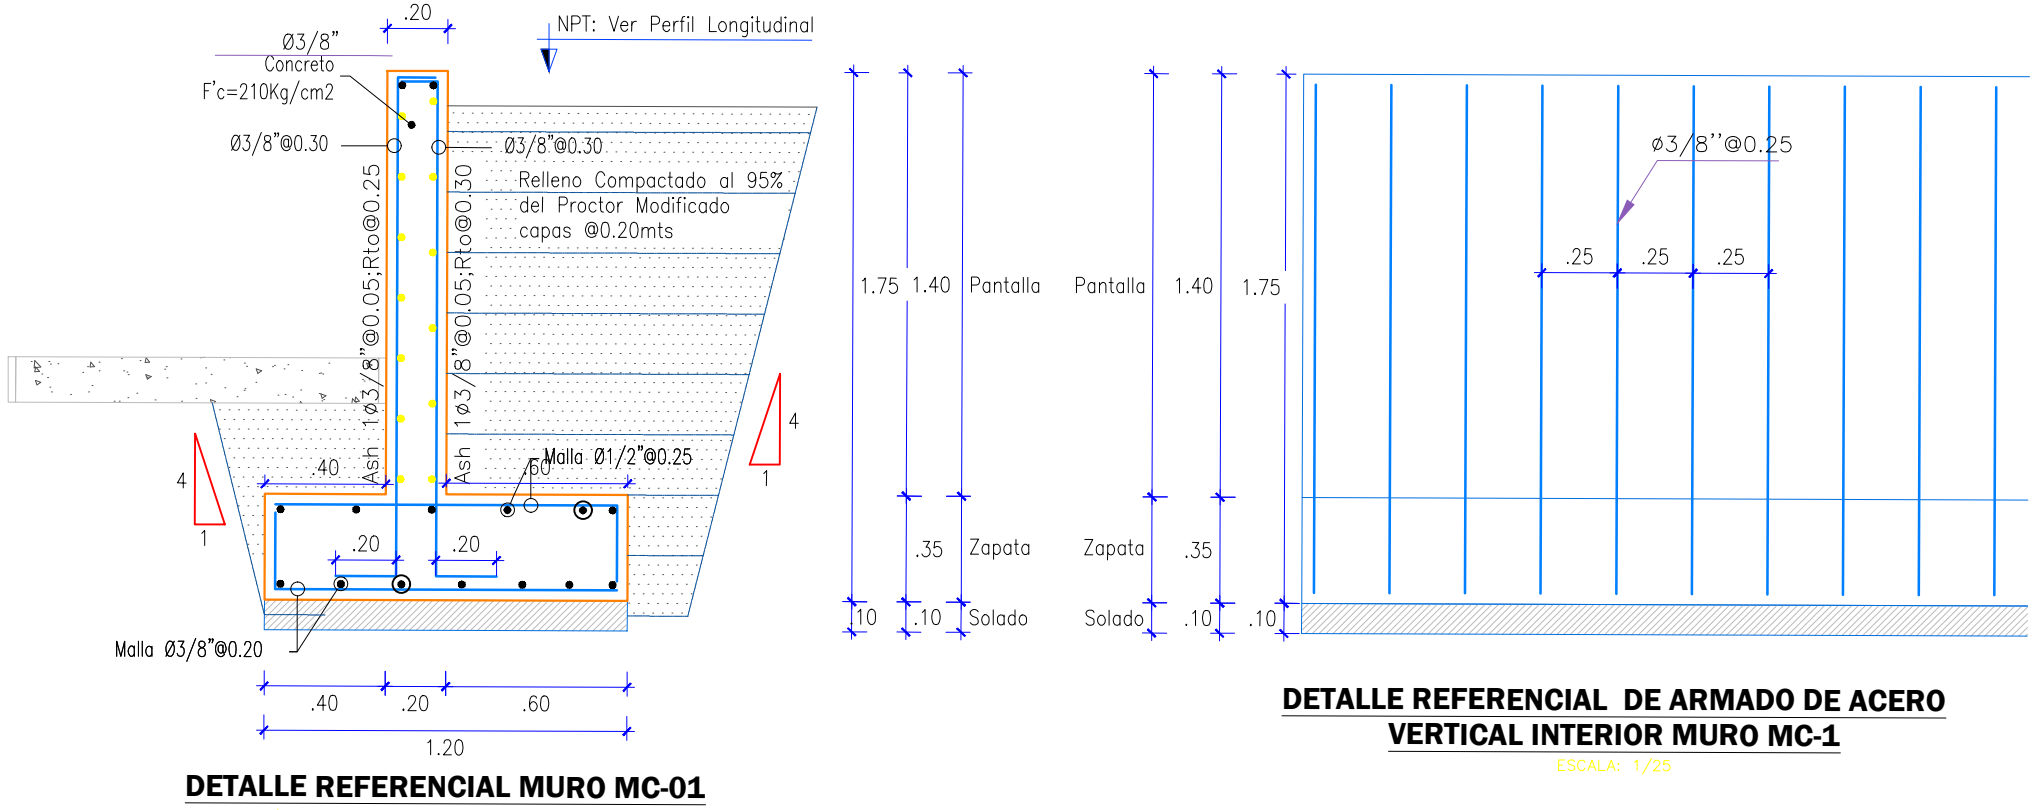 .20
NPT: Ver Perfil Longitudinal
Ø3/8"
Concreto
F'c=210Kg/cm2
Ø3/8"@0.30
Ø3/8"@0.30
Relleno Compactado al 95%
del Proctor Modificado
capas @0.20mts
Ash 1ø3/8"@0.05;Rto@0.25
Ash 1ø3/8"@0.05;Rto@0.30
4
1
4
1
.40
.60
Malla Ø1/2"@0.25
.20
.20
Malla Ø3/8"@0.20
.40
.20
.60
1.20
DETALLE REFERENCIAL MURO MC-01
1.75
1.40
Pantalla
.35
Zapata
.10
.10
Solado
Pantalla
1.40
1.75
Zapata
.35
Solado
.10
.10
ø3/8''@0.25
.25
.25
.25
DETALLE REFERENCIAL DE ARMADO DE ACERO
VERTICAL INTERIOR MURO MC-1
ESCALA: 1/25